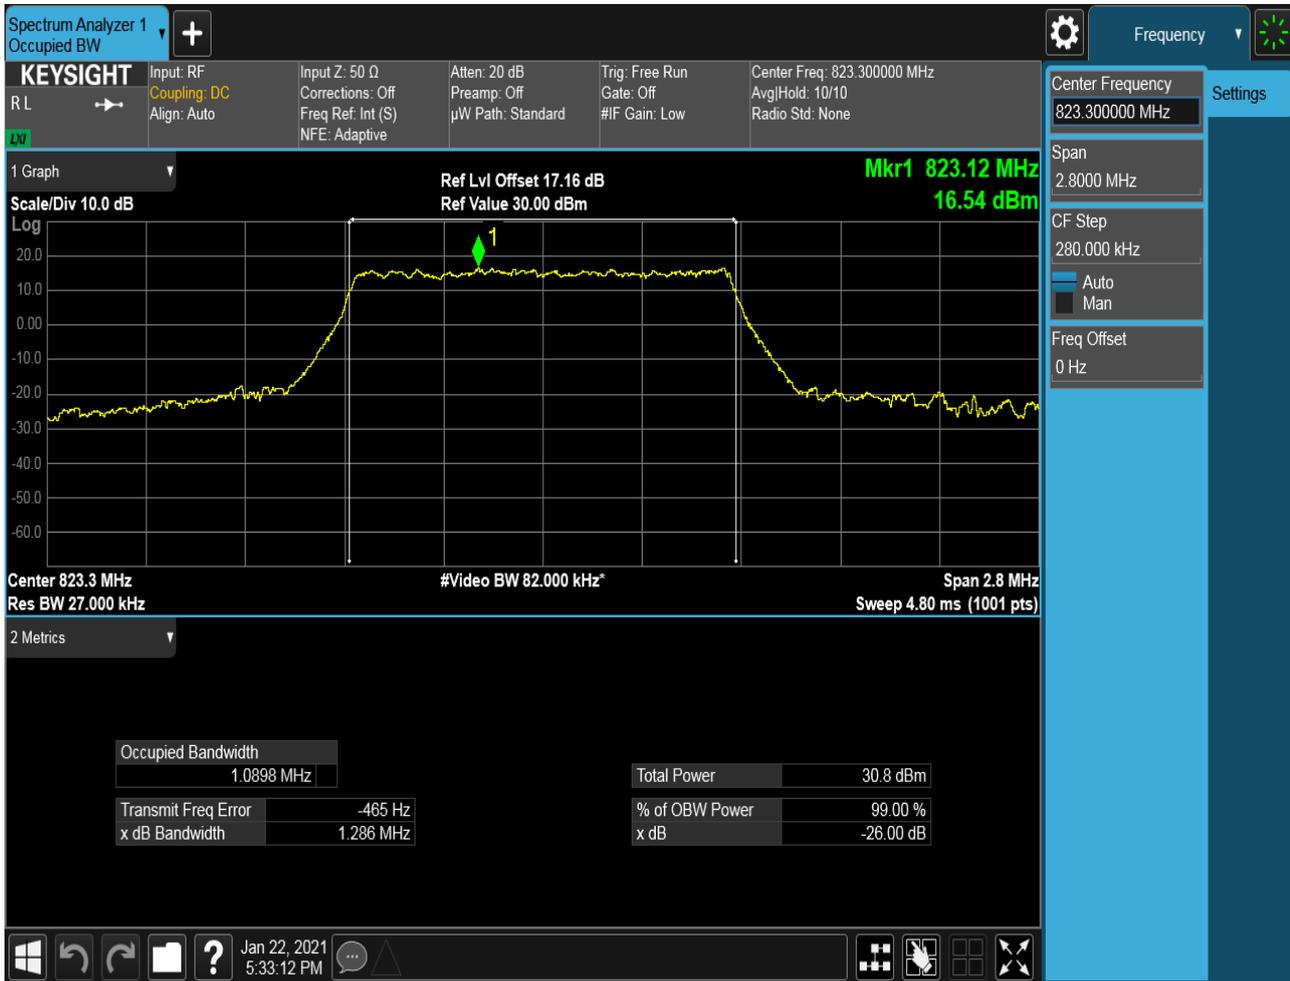 Spectrum Analyzer 1
Occupied BW
Frequency
KEYSIGHT
R L
LXI
Input: RF
Coupling: DC
Align: Auto
Input Z: 50 Ω
Corrections: Off
Freq Ref: Int (S)
NFE: Adaptive
Atten: 20 dB
Preamp: Off
µW Path: Standard
Trig: Free Run
Gate: Off
#IF Gain: Low
Center Freq: 823.300000 MHz
Avg|Hold: 10/10
Radio Std: None
Center Frequency
823.300000 MHz
Settings
Span
2.8000 MHz
CF Step
280.000 kHz
Auto
Man
Freq Offset
0 Hz
1 Graph
Scale/Div 10.0 dB
Ref Lvl Offset 17.16 dB
Ref Value 30.00 dBm
Mkr1 823.12 MHz
16.54 dBm
Log
1
20.0
10.0
0.00
-10.0
-20.0
-30.0
-40.0
-50.0
-60.0
Center 823.3 MHz
#Video BW 82.000 kHz*
Span 2.8 MHz
Res BW 27.000 kHz
Sweep 4.80 ms (1001 pts)
2 Metrics
Occupied Bandwidth
1.0898 MHz
Total Power 30.8 dBm
Transmit Freq Error -465 Hz
% of OBW Power 99.00 %
x dB Bandwidth 1.286 MHz
x dB -26.00 dB
?
Jan 22, 2021
5:33:12 PM